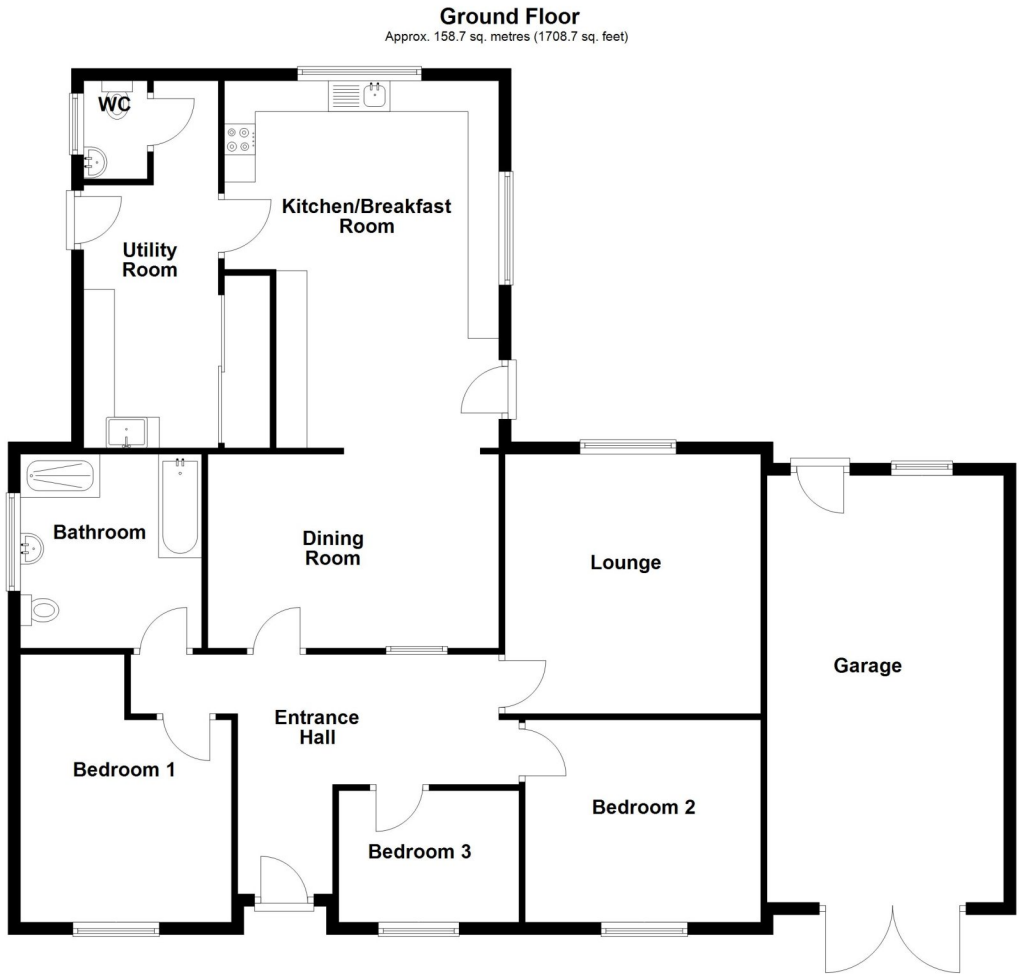 Ground Floor
Approx. 158.7 sq. metres (1708.7 sq. feet)
WC
Kitchen/Breakfast
Room
Utility
Room
Bathroom
Dining
Room
Lounge
Garage
Entrance
Hall
Bedroom 1
Bedroom 2
Bedroom 3